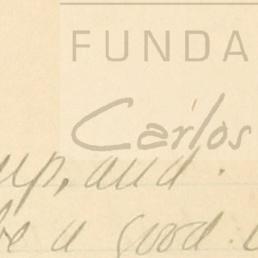 FUNDA
Carlos
up, and
be a good